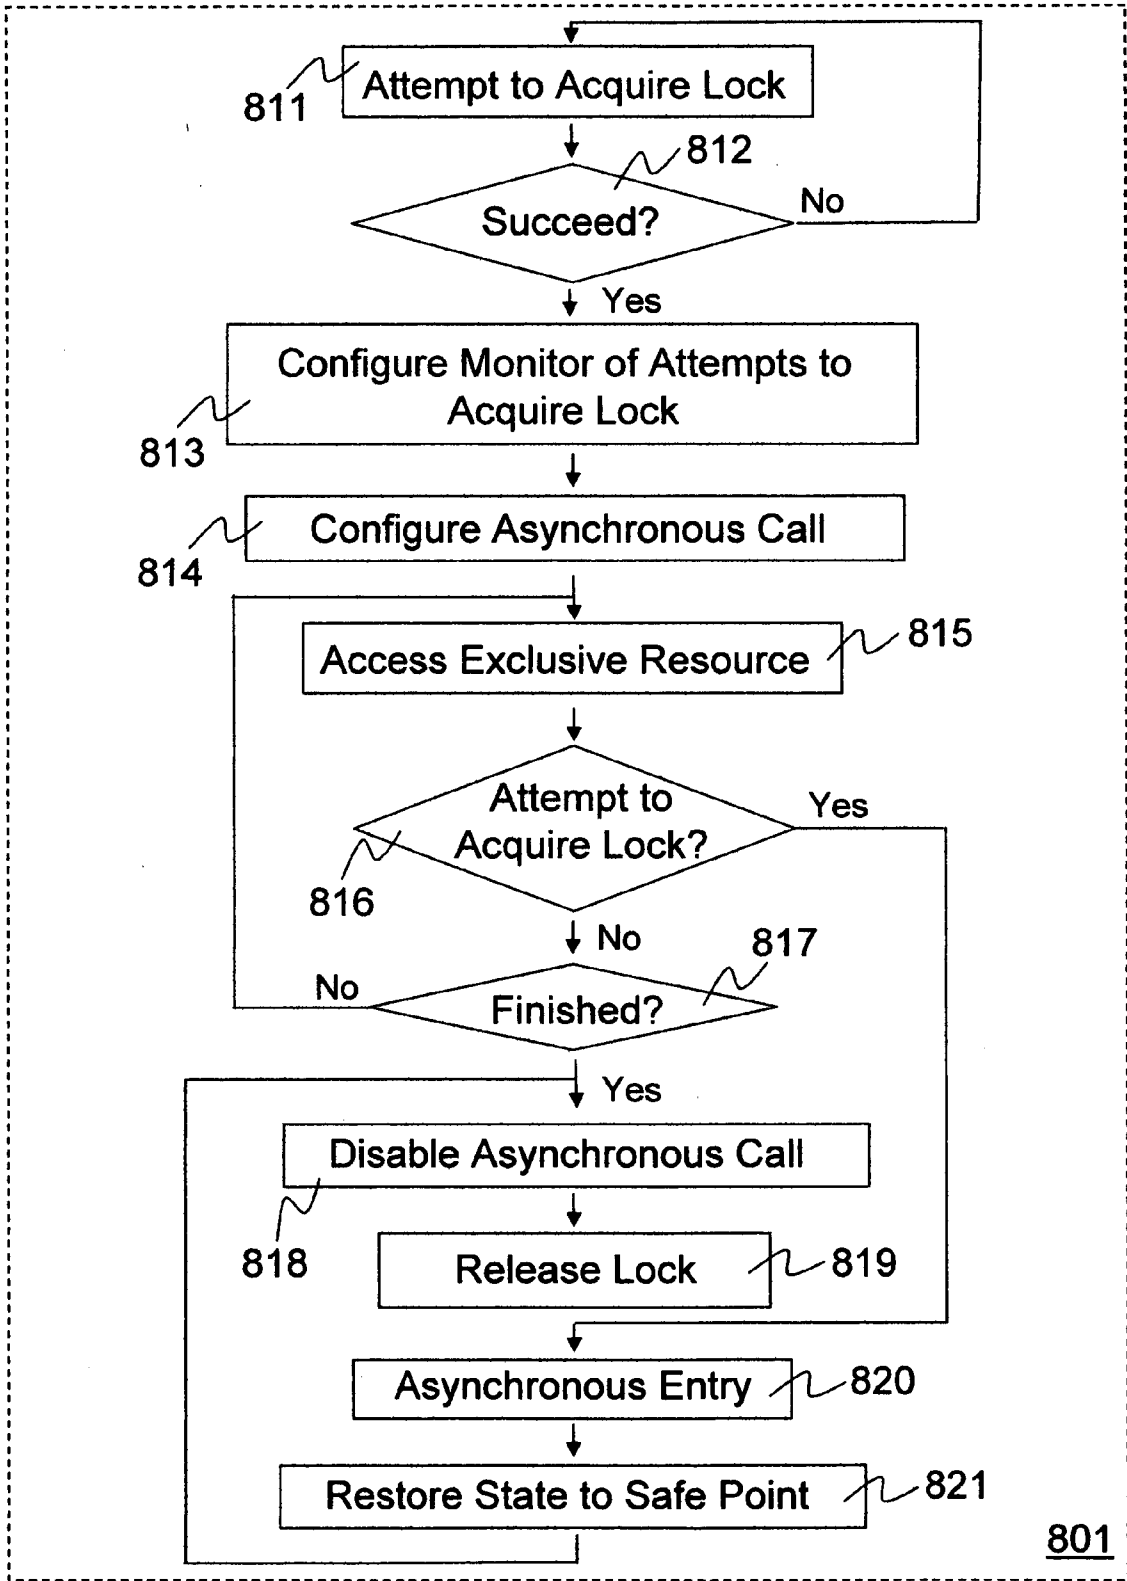 Attempt to Acquire Lock
811
812
Succeed?
No
Yes
Configure Monitor of Attempts to
Acquire Lock
813
Configure Asynchronous Call
814
Access Exclusive Resource
815
Attempt to
Acquire Lock?
Yes
816
No
817
Finished?
No
Yes
Disable Asynchronous Call
818
Release Lock
819
Asynchronous Entry
820
Restore State to Safe Point
821
801